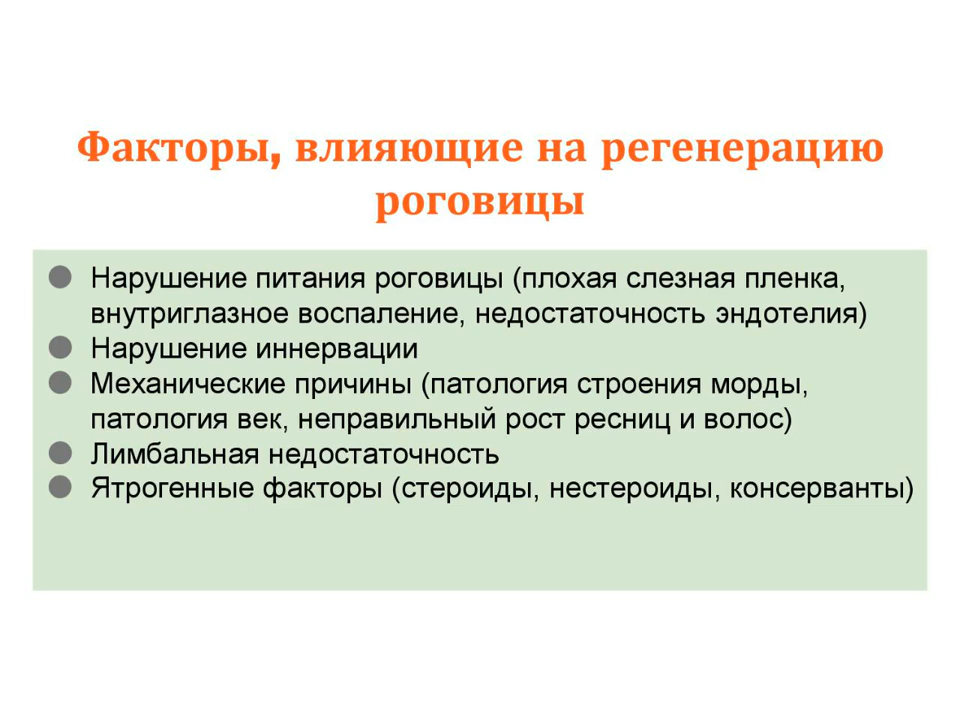 Факторы, влияющие на регенерацию
роговицы
● Нарушение питания роговицы (плохая слезная пленка,
внутриглазное воспаление, недостаточность эндотелия)
● Нарушение иннервации
● Механические причины (патология строения морды,
патология век, неправильный рост ресниц и волос)
● Лимбальная недостаточность
● Ятрогенные факторы (стероиды, нестероиды, консерванты)